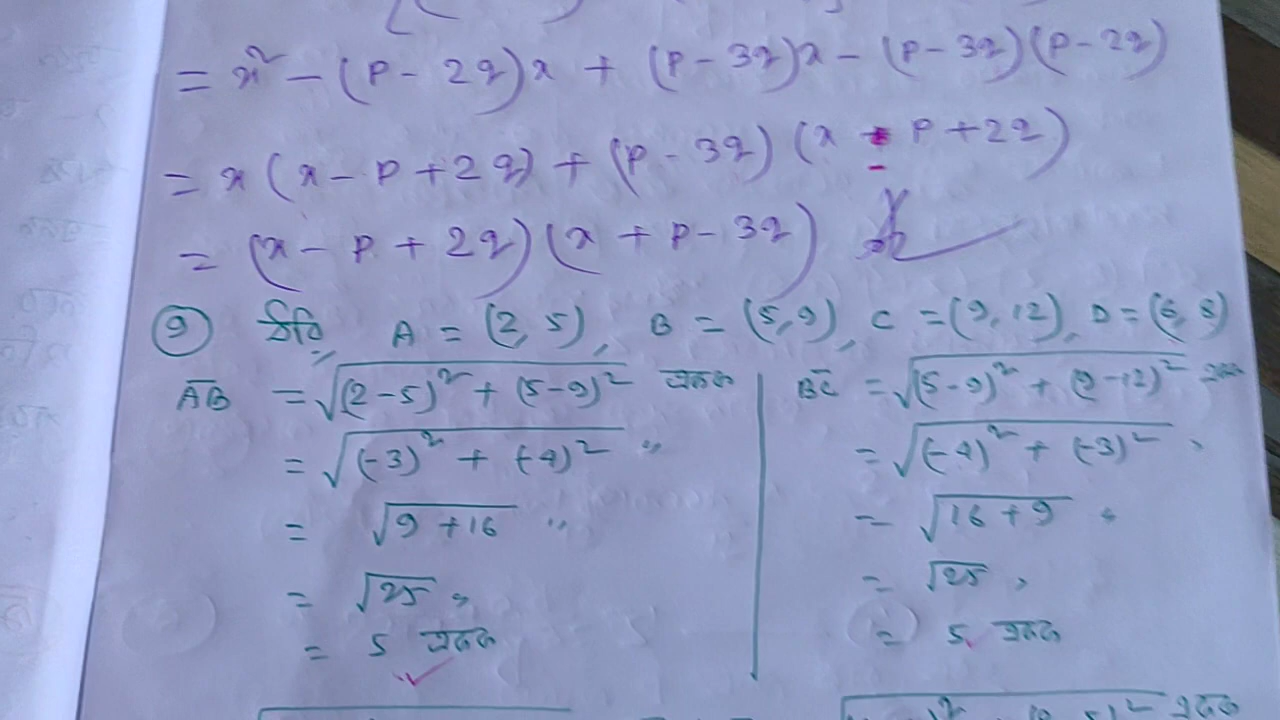 = x² - (p - 2q)x + (p - 3q)x - (p - 3q)(p - 2q)
= x (x - p + 2q) + (p - 3q) (x - p + 2q)
= (x - p + 2q) (x + p - 3q)
9 ধরি, A = (2, 5), B = (5, 9), C = (9, 12), D = (6, 8)
AB = √(2-5)² + (5-9)² একক
= √(-3)² + (-4)² "
= √9 + 16 "
= √25 "
= 5 একক
BC = √(5-9)² + (9-12)² একক
= √(-4)² + (-3)² "
= √16 + 9 "
= √25 "
= 5 একক